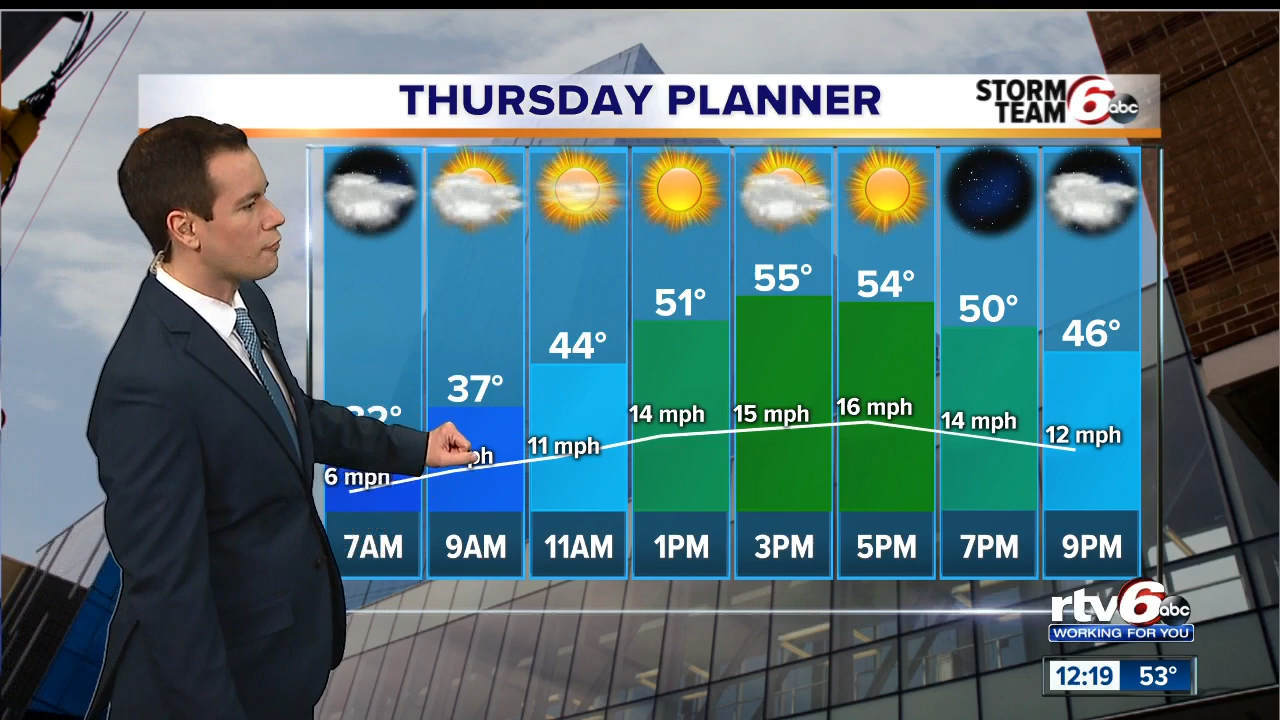 THURSDAY PLANNER
STORM
TEAM 6 abc
55°
54°
51°
50°
44°
46°
37°
14 mph
15 mph
16 mph
14 mph
12 mph
11 mph
6 mph
7AM
9AM
11AM
1PM
3PM
5PM
7PM
9PM
rtv6 abc
WORKING FOR YOU
12:19 53°